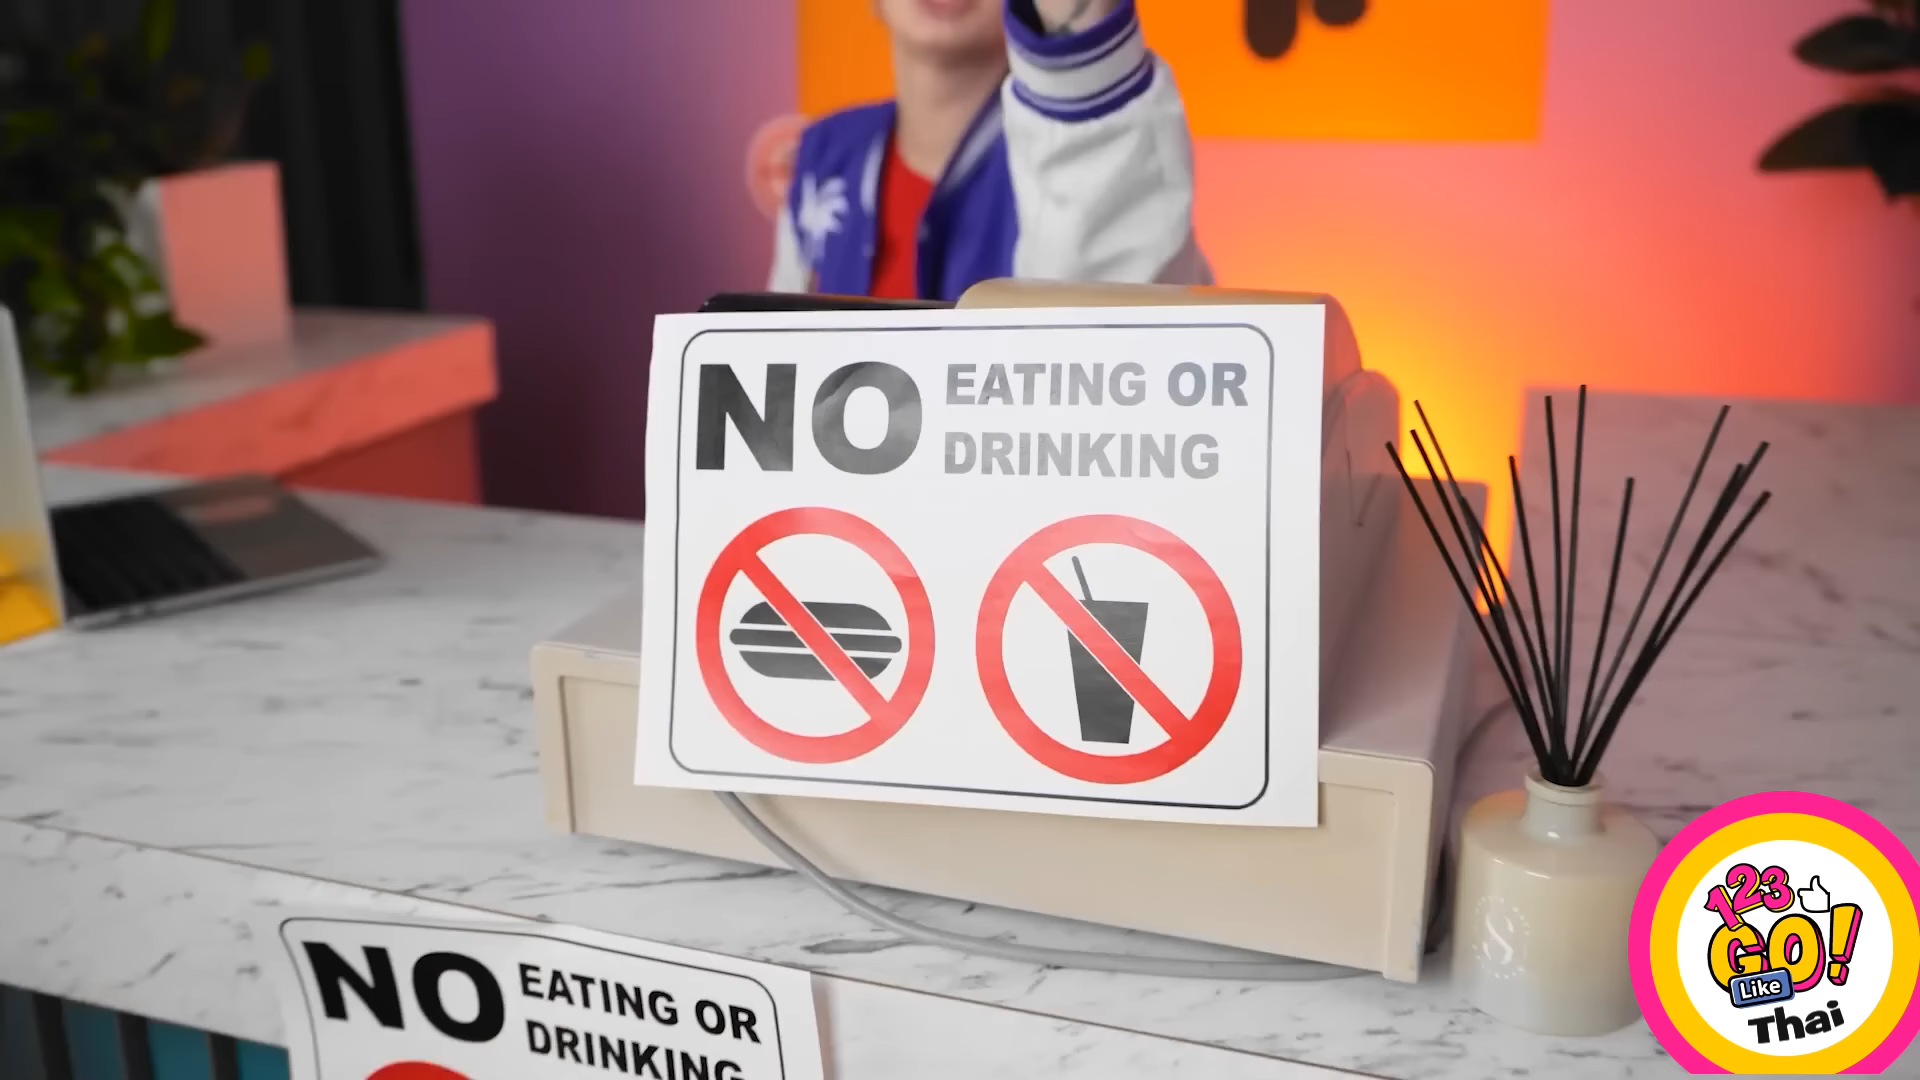 NO EATING OR
DRINKING
NO EATING OR
DRINKING
123
GO!
Like
Thai